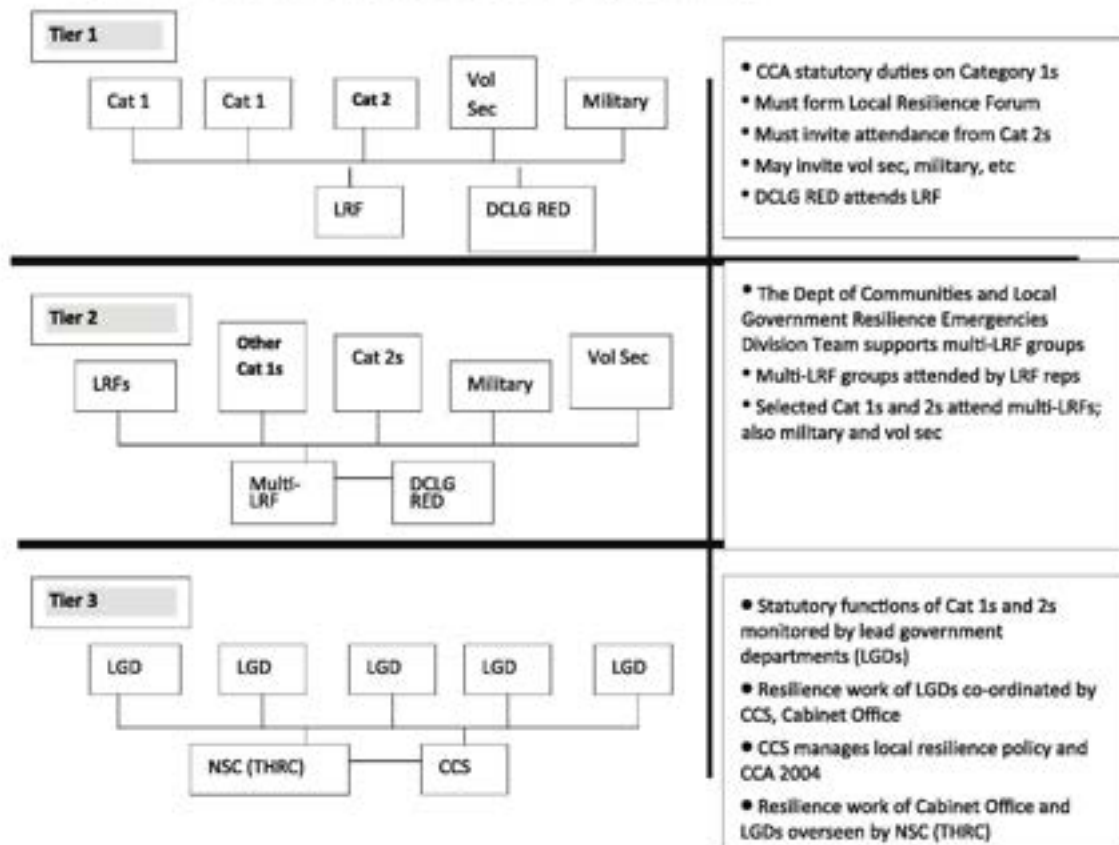 Tier 1
Cat 1
Cat 1
Cat 2
Vol
Sec
Military
LRF
DCLG RED
• CCA statutory duties on Category 1s
• Must form Local Resilience Forum
• Must invite attendance from Cat 2s
• May invite vol sec, military, etc
• DCLG RED attends LRF
Tier 2
LRFs
Other
Cat 1s
Cat 2s
Military
Vol Sec
Multi-
LRF
DCLG
RED
• The Dept of Communities and Local
Government Resilience Emergencies
Division Team supports multi-LRF groups
• Multi-LRF groups attended by LRF reps
• Selected Cat 1s and 2s attend multi-LRFs;
also military and vol sec
Tier 3
LGD
LGD
LGD
LGD
LGD
NSC (THRC)
CCS
• Statutory functions of Cat 1s and 2s
monitored by lead government
departments (LGDs)
• Resilience work of LGDs co-ordinated by
CCS, Cabinet Office
• CCS manages local resilience policy and
CCA 2004
• Resilience work of Cabinet Office and
LGDs overseen by NSC (THRC)